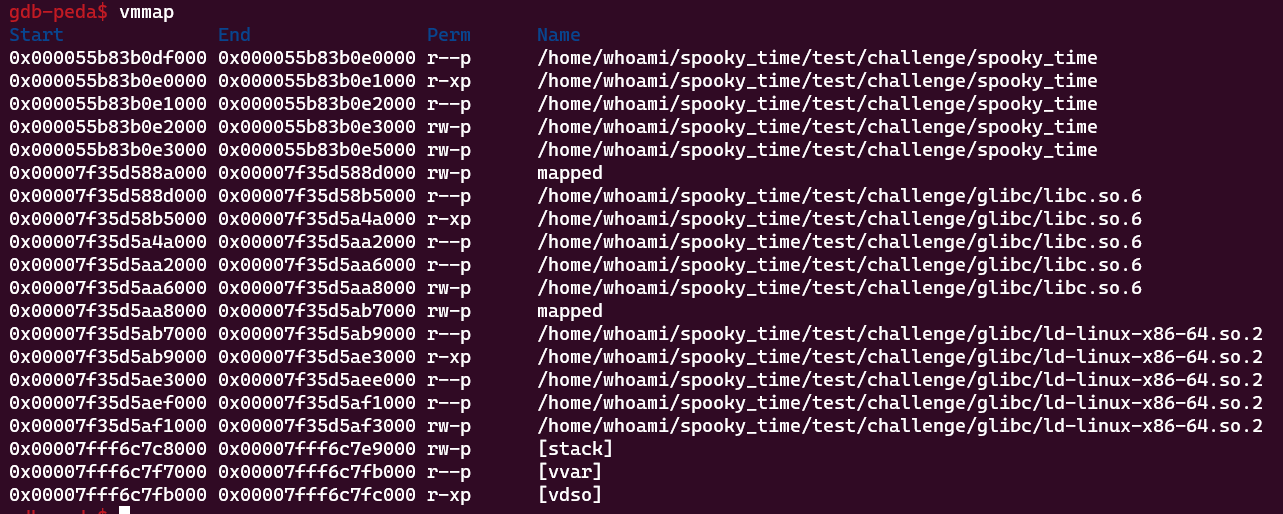 gdb-peda$ vmmap
Start End Perm Name
0x000055b83b0df000 0x000055b83b0e0000 r--p /home/whoami/spooky_time/test/challenge/spooky_time
0x000055b83b0e0000 0x000055b83b0e1000 r-xp /home/whoami/spooky_time/test/challenge/spooky_time
0x000055b83b0e1000 0x000055b83b0e2000 r--p /home/whoami/spooky_time/test/challenge/spooky_time
0x000055b83b0e2000 0x000055b83b0e3000 rw-p /home/whoami/spooky_time/test/challenge/spooky_time
0x000055b83b0e3000 0x000055b83b0e5000 rw-p /home/whoami/spooky_time/test/challenge/spooky_time
0x00007f35d588a000 0x00007f35d588d000 rw-p mapped
0x00007f35d588d000 0x00007f35d58b5000 r--p /home/whoami/spooky_time/test/challenge/glibc/libc.so.6
0x00007f35d58b5000 0x00007f35d5a4a000 r-xp /home/whoami/spooky_time/test/challenge/glibc/libc.so.6
0x00007f35d5a4a000 0x00007f35d5aa2000 r--p /home/whoami/spooky_time/test/challenge/glibc/libc.so.6
0x00007f35d5aa2000 0x00007f35d5aa6000 r--p /home/whoami/spooky_time/test/challenge/glibc/libc.so.6
0x00007f35d5aa6000 0x00007f35d5aa8000 rw-p /home/whoami/spooky_time/test/challenge/glibc/libc.so.6
0x00007f35d5aa8000 0x00007f35d5ab7000 rw-p mapped
0x00007f35d5ab7000 0x00007f35d5ab9000 r--p /home/whoami/spooky_time/test/challenge/glibc/ld-linux-x86-64.so.2
0x00007f35d5ab9000 0x00007f35d5ae3000 r-xp /home/whoami/spooky_time/test/challenge/glibc/ld-linux-x86-64.so.2
0x00007f35d5ae3000 0x00007f35d5aee000 r--p /home/whoami/spooky_time/test/challenge/glibc/ld-linux-x86-64.so.2
0x00007f35d5aef000 0x00007f35d5af1000 r--p /home/whoami/spooky_time/test/challenge/glibc/ld-linux-x86-64.so.2
0x00007f35d5af1000 0x00007f35d5af3000 rw-p /home/whoami/spooky_time/test/challenge/glibc/ld-linux-x86-64.so.2
0x00007fff6c7c8000 0x00007fff6c7e9000 rw-p [stack]
0x00007fff6c7f7000 0x00007fff6c7fb000 r--p [vvar]
0x00007fff6c7fb000 0x00007fff6c7fc000 r-xp [vdso]